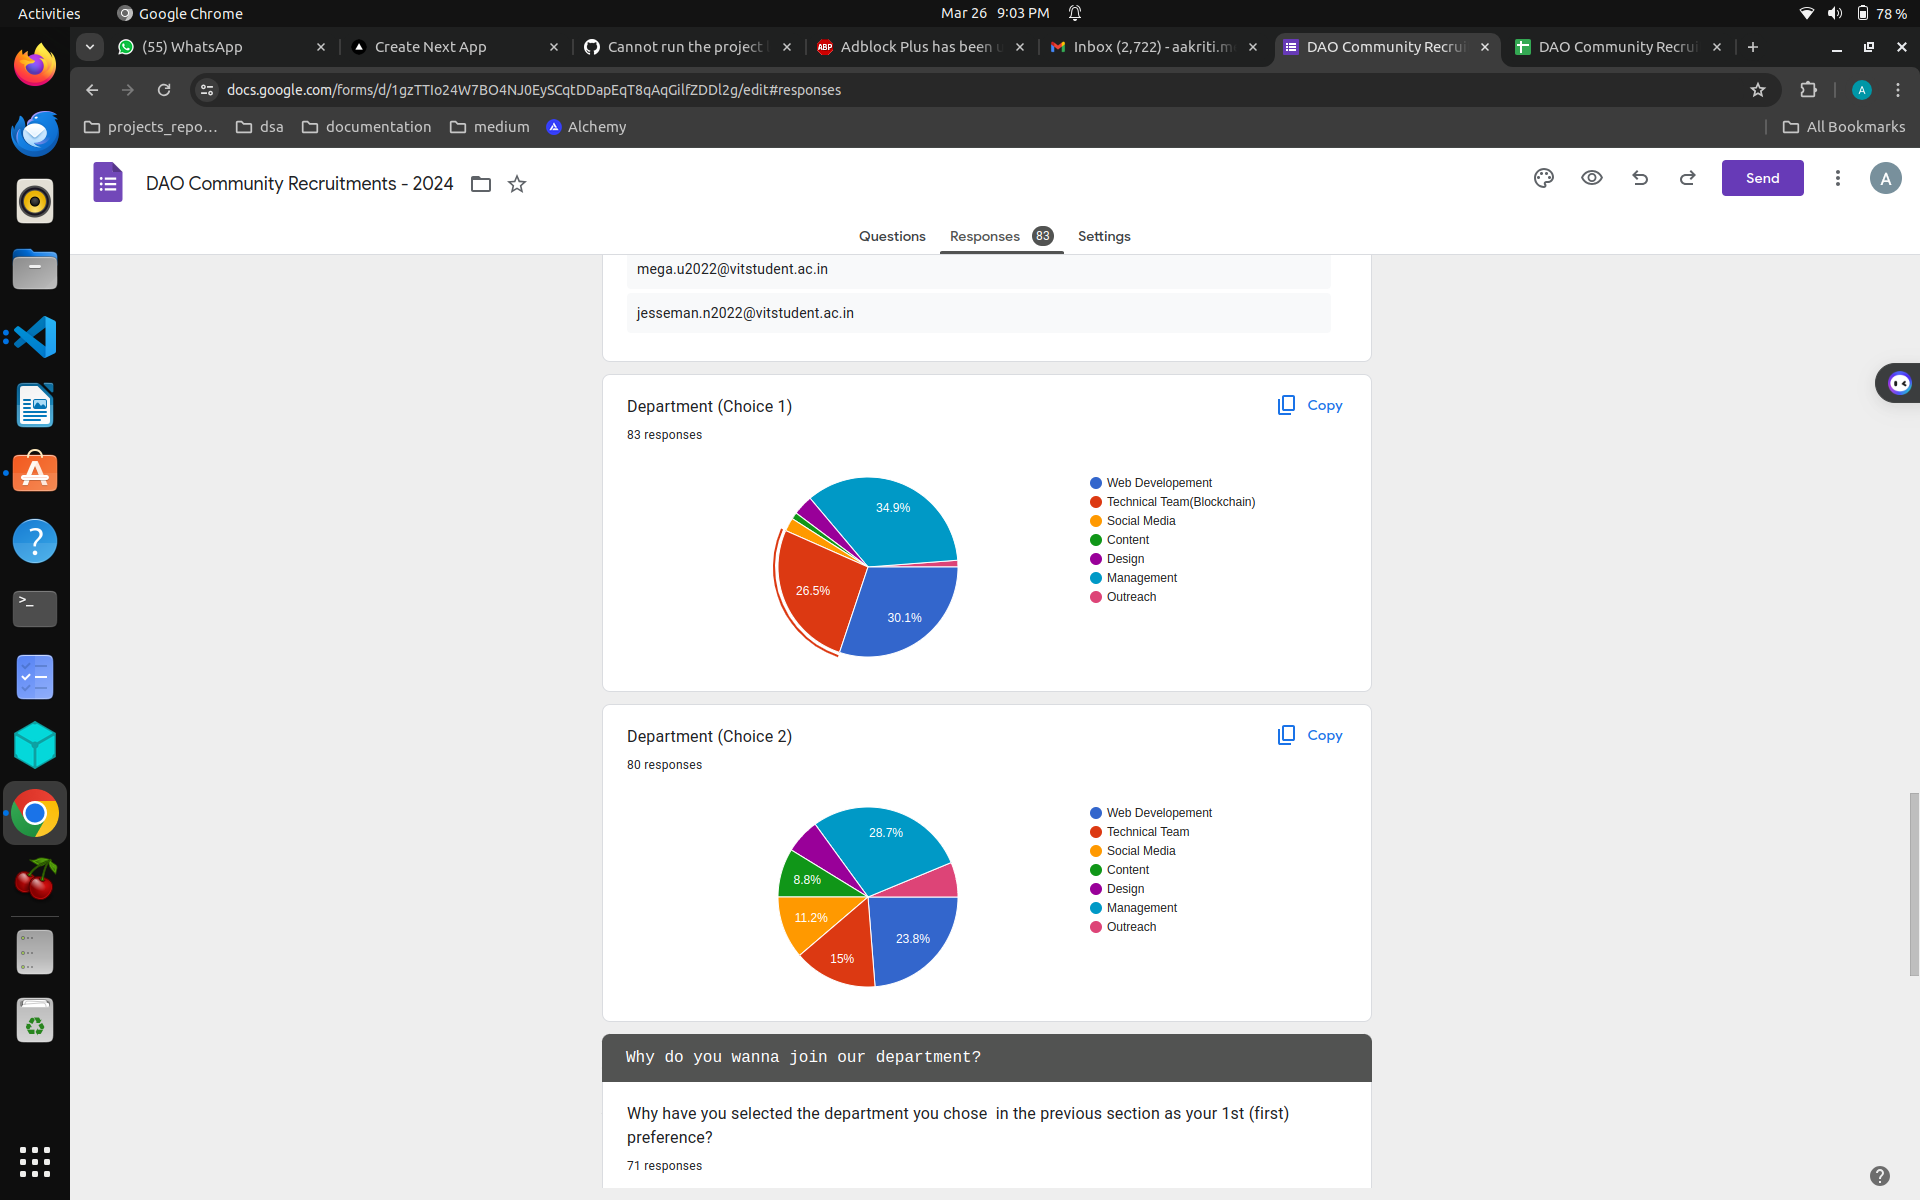 Activities
Google Chrome
Mar 26 9:03 PM
78 %
(55) WhatsApp
Create Next App
Cannot run the project
Adblock Plus has been
Inbox (2,722) - aakriti.m
DAO Community Recrui
DAO Community Recrui
docs.google.com/forms/d/1gzTTIo24W7BO4NJ0EySCqtDDapEqT8qAqGilfZDDl2g/edit#responses
A
projects_repo...
dsa
documentation
medium
Alchemy
All Bookmarks
DAO Community Recruitments - 2024
Send
A
Questions
Responses 83
Settings
mega.u2022@vitstudent.ac.in
jesseman.n2022@vitstudent.ac.in
Department (Choice 1)
Copy
83 responses
34.9%
26.5%
30.1%
Web Developement
Technical Team(Blockchain)
Social Media
Content
Design
Management
Outreach
Department (Choice 2)
Copy
80 responses
28.7%
8.8%
11.2%
15%
23.8%
Web Developement
Technical Team
Social Media
Content
Design
Management
Outreach
Why do you wanna join our department?
Why have you selected the department you chose in the previous section as your 1st (first)
preference?
71 responses